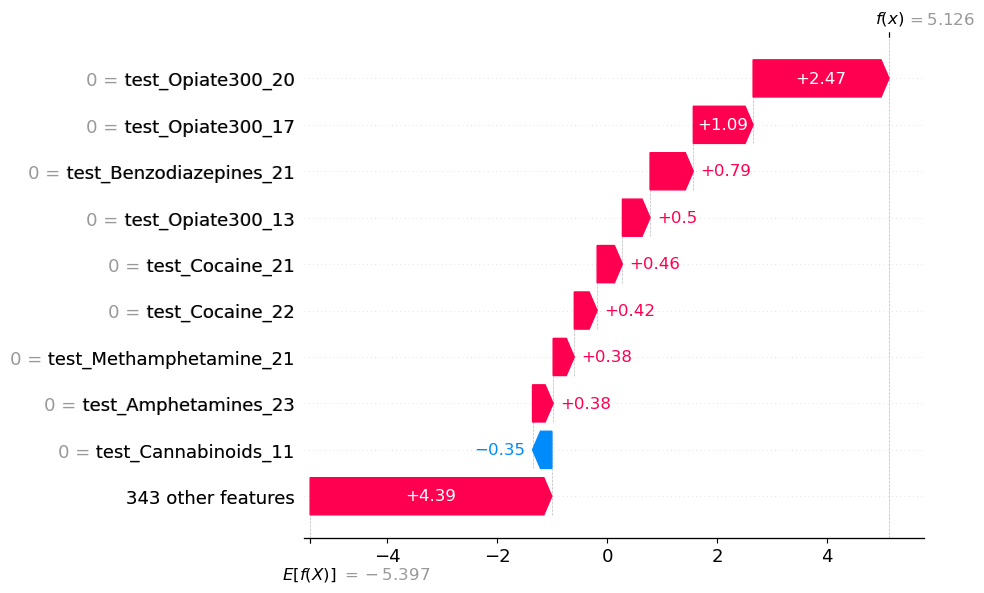 f(x) = 5.126
0 = test_Opiate300_20 +2.47
0 = test_Opiate300_17 +1.09
0 = test_Benzodiazepines_21 +0.79
0 = test_Opiate300_13 +0.5
0 = test_Cocaine_21 +0.46
0 = test_Cocaine_22 +0.42
0 = test_Methamphetamine_21 +0.38
0 = test_Amphetamines_23 +0.38
0 = test_Cannabinoids_11 −0.35
343 other features +4.39
−4 −2 0 2 4
E[f(X)] = −5.397